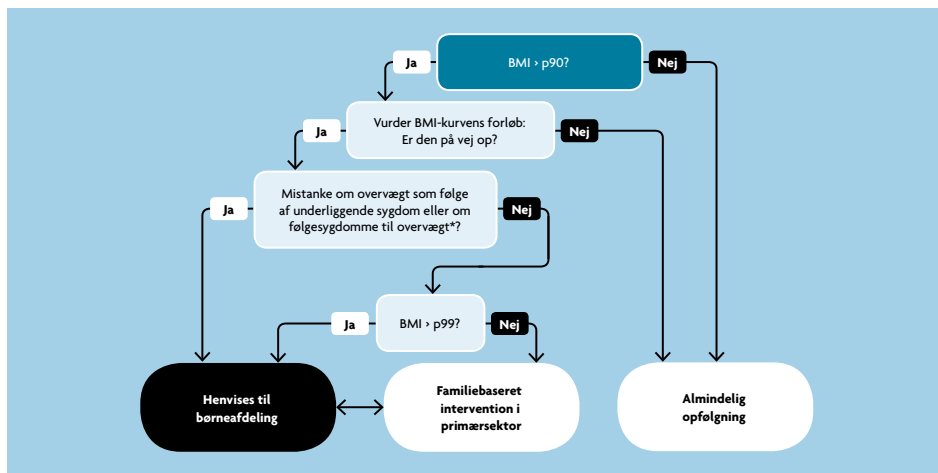 Ja
BMI › p90?
Nej
Ja
Vurder BMI-kurvens forløb:
Er den på vej op?
Nej
Ja
Mistanke om overvægt som følge
af underliggende sygdom eller om
følgesygdomme til overvægt*?
Nej
Ja
BMI › p99?
Nej
Henvises til
børneafdeling
Familiebaseret
intervention i
primærsektor
Almindelig
opfølgning